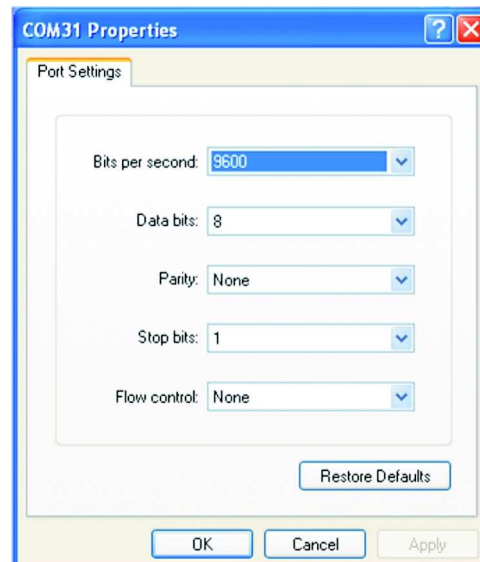 COM31 Properties
?
Port Settings
Bits per second: 9600
Data bits: 8
Parity: None
Stop bits: 1
Flow control: None
Restore Defaults
OK Cancel Apply